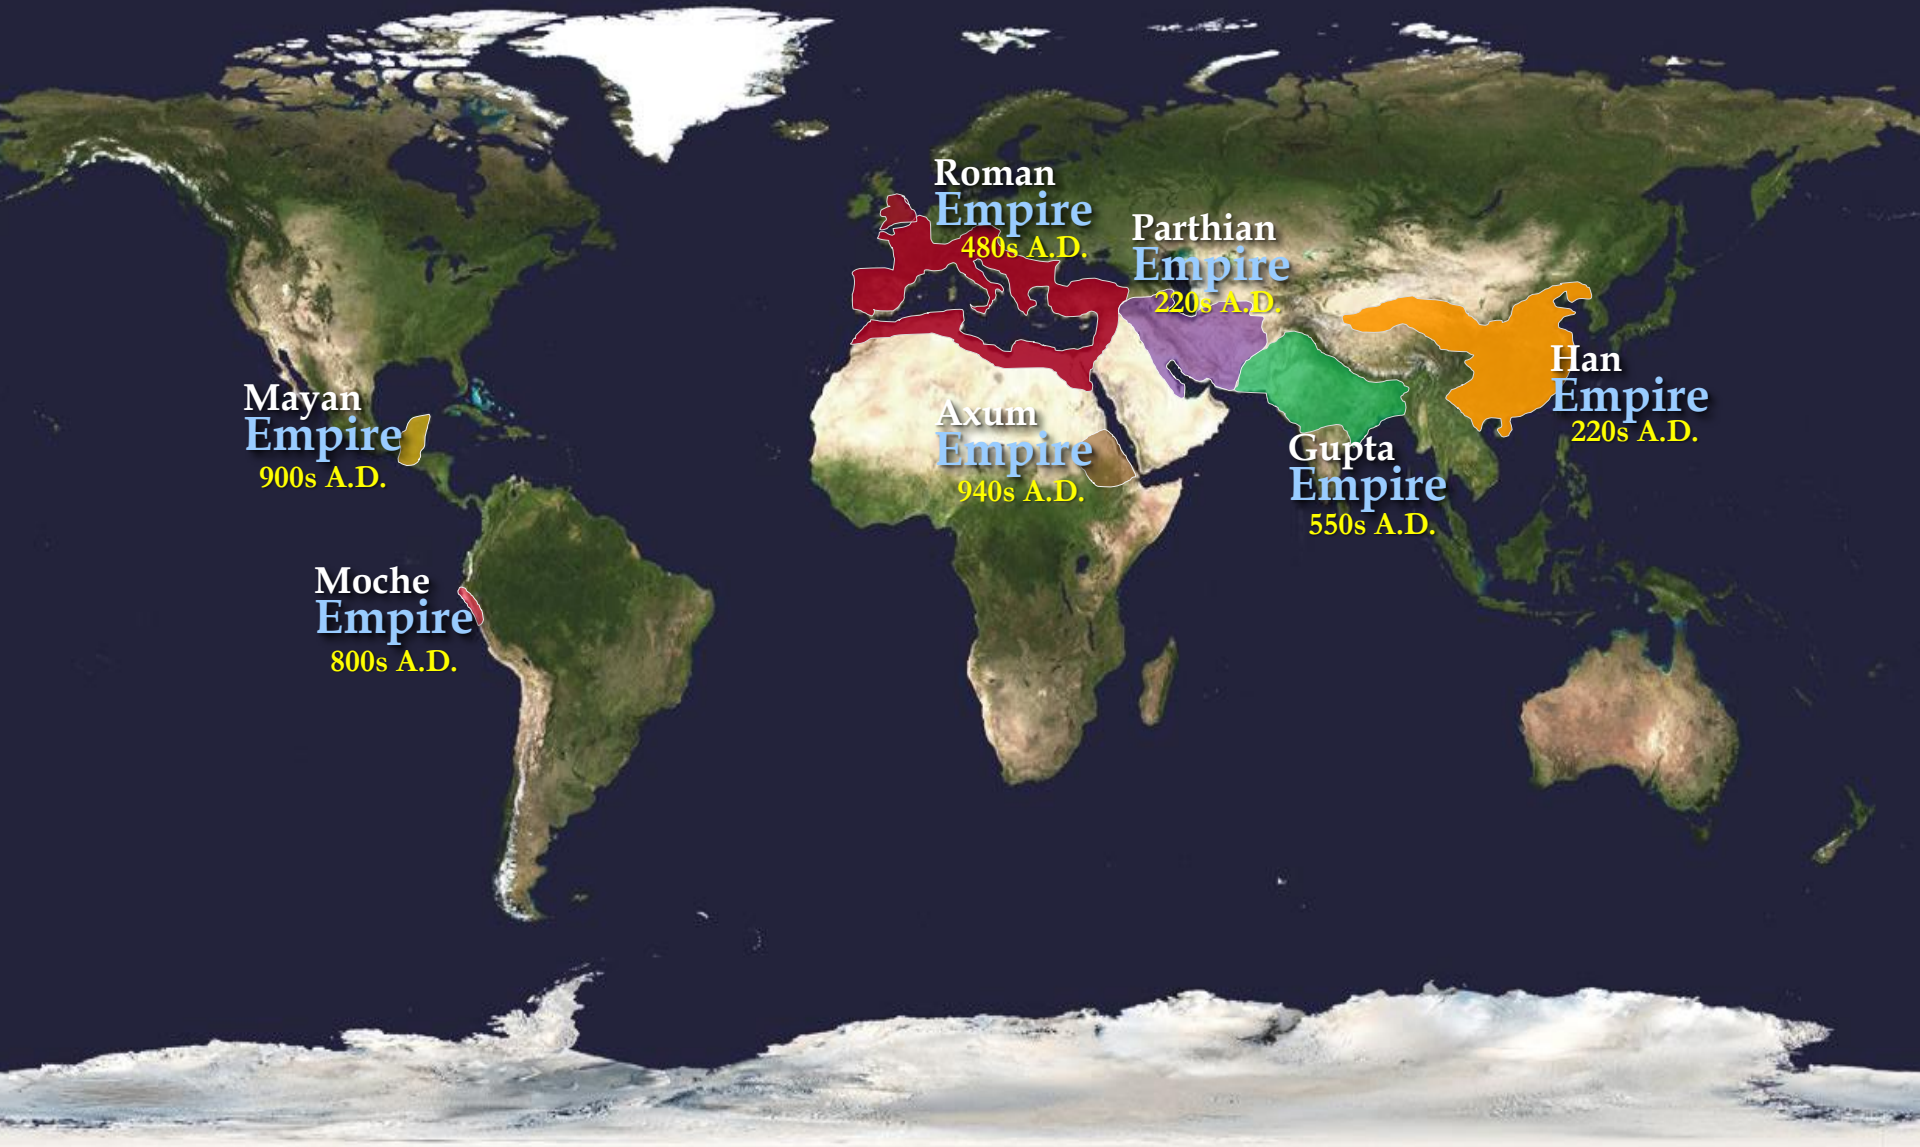 Roman
Empire
480s A.D.
Parthian
Empire
220s A.D.
Han
Empire
220s A.D.
Mayan
Empire
900s A.D.
Axum
Empire
940s A.D.
Gupta
Empire
550s A.D.
Moche
Empire
800s A.D.